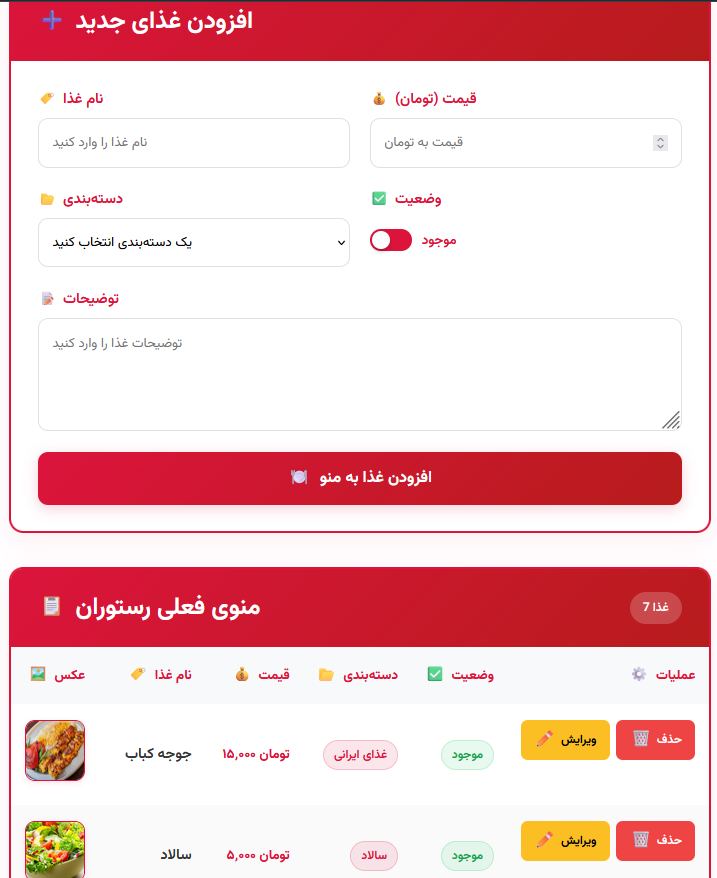 افزودن غذای جدید
نام غذا
قیمت (تومان)
نام غذا را وارد کنید
قیمت به تومان
دسته‌بندی
وضعیت
یک دسته‌بندی انتخاب کنید
موجود
توضیحات
توضیحات غذا را وارد کنید
افزودن غذا به منو
منوی فعلی رستوران
7 غذا
عکس
نام غذا
قیمت
دسته‌بندی
وضعیت
عملیات
جوجه کباب
۱۵,۰۰۰ تومان
غذای ایرانی
موجود
ویرایش
حذف
سالاد
۵,۰۰۰ تومان
سالاد
موجود
ویرایش
حذف